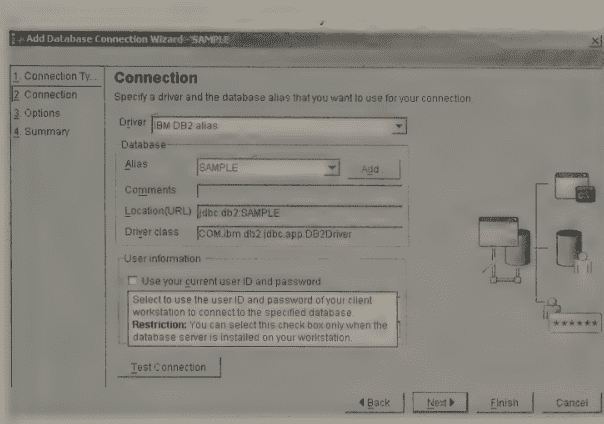 Add Database Connection Wizard - SAMPLE
1. Connection Ty...
2. Connection
3. Options
4. Summary
Connection
Specify a driver and the database alias that you want to use for your connection.
Driver IBM DB2 alias
Database
Alias SAMPLE Add...
Comments
Location(URL) jdbc:db2:SAMPLE
Driver class COM.ibm.db2.jdbc.app.DB2Driver
User information
Use your current user ID and password
Select to use the user ID and password of your client
workstation to connect to the specified database.
Restriction: You can select this check box only when the
database server is installed on your workstation.
Test Connection
Back Next Finish Cancel
******